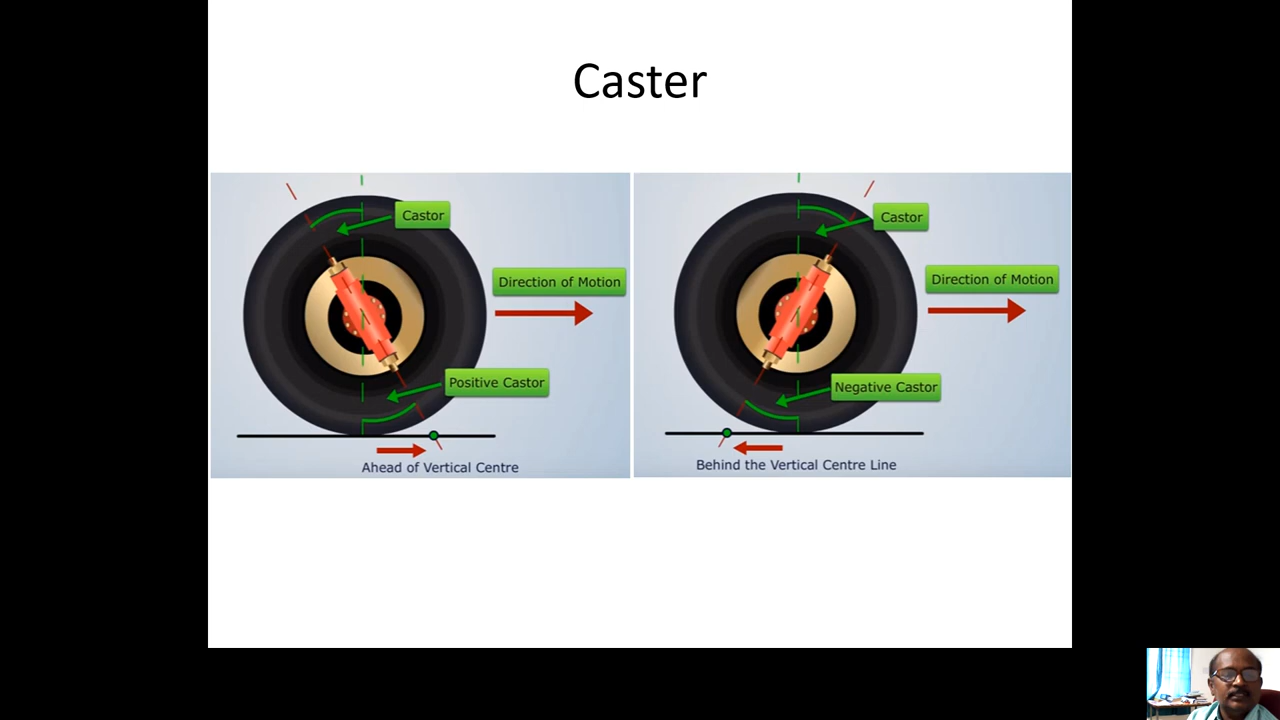 Caster
Castor
Direction of Motion
Positive Castor
Ahead of Vertical Centre
Castor
Direction of Motion
Negative Castor
Behind the Vertical Centre Line